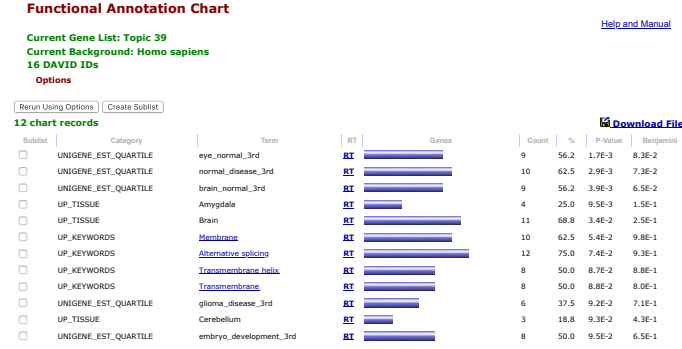 Functional Annotation Chart
Help and Manual
Current Gene List: Topic 39
Current Background: Homo sapiens
16 DAVID IDs
Options
Rerun Using Options Create Sublist
12 chart records Download File
Sublist Category Term RT Genes Count % P-Value Benjamini
UNIGENE_EST_QUARTILE eye_normal_3rd RT 9 56.2 1.7E-3 8.3E-2
UNIGENE_EST_QUARTILE normal_disease_3rd RT 10 62.5 2.9E-3 7.3E-2
UNIGENE_EST_QUARTILE brain_normal_3rd RT 9 56.2 3.9E-3 6.5E-2
UP_TISSUE Amygdala RT 4 25.0 9.5E-3 1.5E-1
UP_TISSUE Brain RT 11 68.8 3.4E-2 2.5E-1
UP_KEYWORDS Membrane RT 10 62.5 5.4E-2 9.8E-1
UP_KEYWORDS Alternative splicing RT 12 75.0 7.4E-2 9.3E-1
UP_KEYWORDS Transmembrane helix RT 8 50.0 8.7E-2 8.8E-1
UP_KEYWORDS Transmembrane RT 8 50.0 8.8E-2 8.0E-1
UNIGENE_EST_QUARTILE glioma_disease_3rd RT 6 37.5 9.2E-2 7.1E-1
UP_TISSUE Cerebellum RT 3 18.8 9.3E-2 4.3E-1
UNIGENE_EST_QUARTILE embryo_development_3rd RT 8 50.0 9.5E-2 6.5E-1